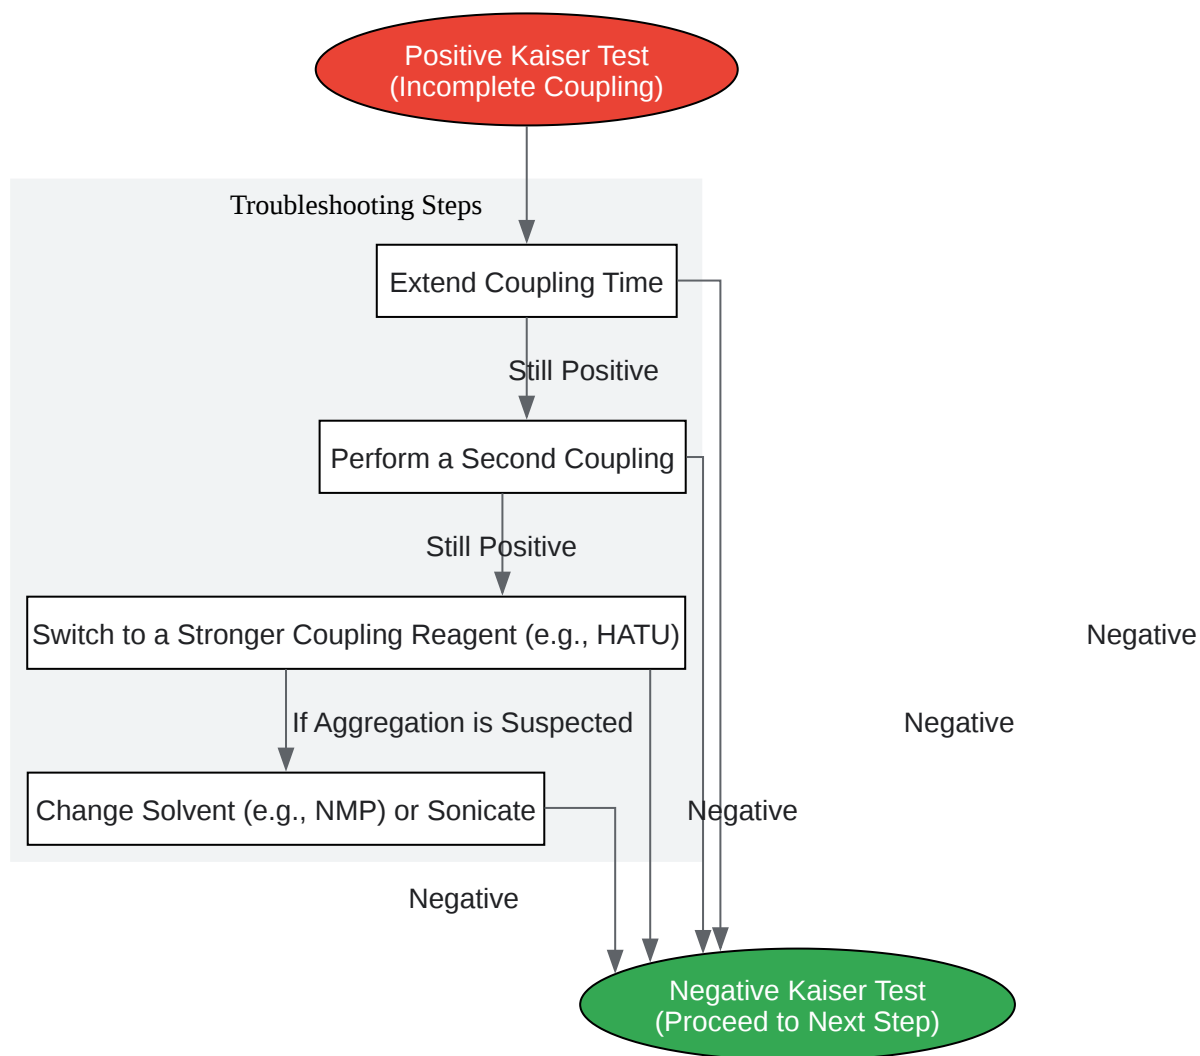 Positive Kaiser Test
(Incomplete Coupling)
Troubleshooting Steps
Extend Coupling Time
Still Positive
Perform a Second Coupling
Still Positive
Switch to a Stronger Coupling Reagent (e.g., HATU)
Negative
If Aggregation is Suspected
Negative
Change Solvent (e.g., NMP) or Sonicate
Negative
Negative
Negative Kaiser Test
(Proceed to Next Step)